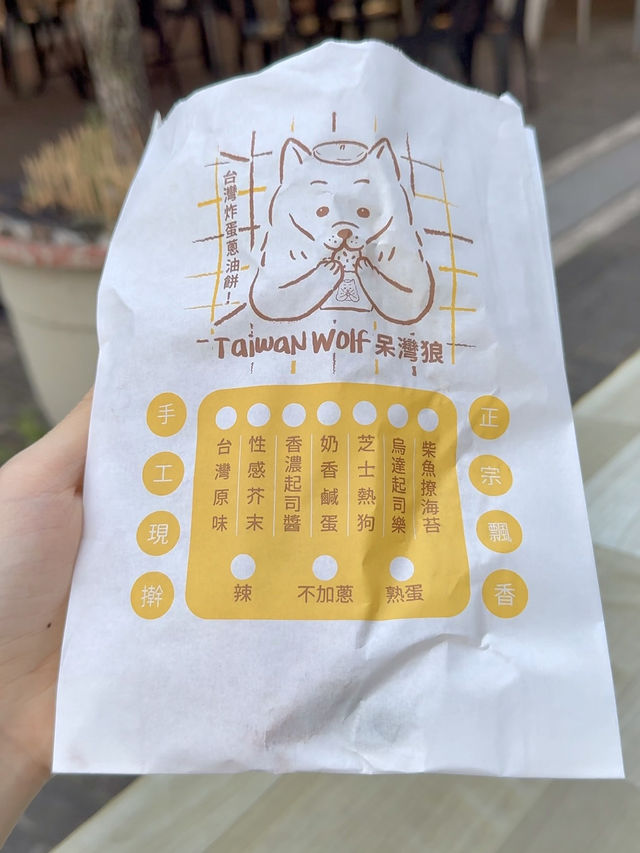 台灣炸蛋蔥油餅!
Taiwan Wolf 呆灣狼
手工現擀
台灣原味
性感芥末
香濃起司醬
奶香鹹蛋
芝士熱狗
烏達起司樂
柴魚撩海苔
正宗飄香
辣
不加蔥
熟蛋